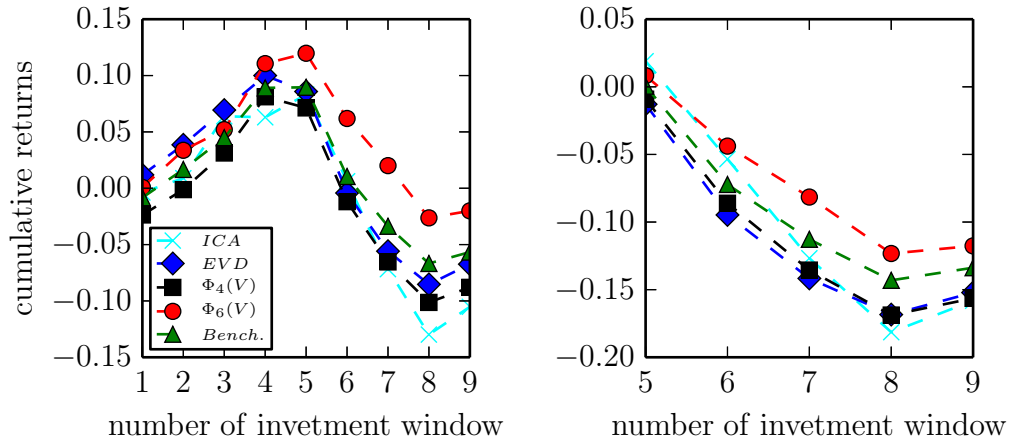 cumulative returns
0.15
0.10
0.05
0.00
−0.05
−0.10
−0.15
ICA
EVD
Φ₄(V)
Φ₆(V)
Bench.
1 2 3 4 5 6 7 8 9
number of invetment window
0.05
0.00
−0.05
−0.10
−0.15
−0.20
5 6 7 8 9
number of invetment window